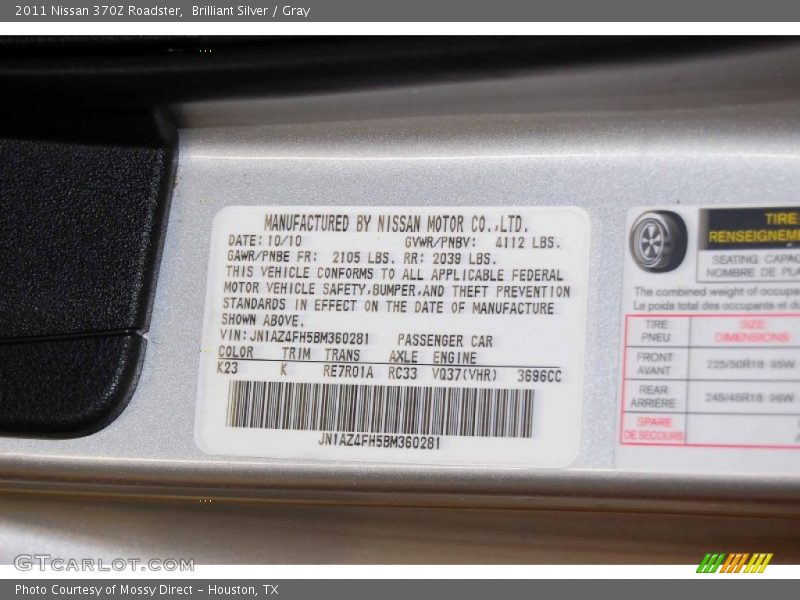 2011 Nissan 370Z Roadster,  Brilliant Silver / Gray
MANUFACTURED BY NISSAN MOTOR CO.,LTD.
DATE:10/10 GVWR/PNBV: 4112 LBS.
GAWR/PNBE FR: 2105 LBS. RR: 2039 LBS.
THIS VEHICLE CONFORMS TO ALL APPLICABLE FEDERAL
MOTOR VEHICLE SAFETY,BUMPER,AND THEFT PREVENTION
STANDARDS IN EFFECT ON THE DATE OF MANUFACTURE
SHOWN ABOVE.
VIN:JN1AZ4FH5BM360281 PASSENGER CAR
COLOR TRIM TRANS AXLE ENGINE
K23 K RE7R01A RC33 VQ37(VHR) 3696CC
JN1AZ4FH5BM360281
TIRE
RENSEIGNEM
SEATING CAPAC
NOMBRE DE PLA
The combined weight of occupa
Le poids total des occupants et d
TIRE SIZE
PNEU DIMENSIONS
FRONT
AVANT 225/50R18 95W
REAR
ARRIÈRE 245/45R18 96W
SPARE
DE SECOURS
GTCARLOT.COM
Photo Courtesy of Mossy Direct – Houston, TX